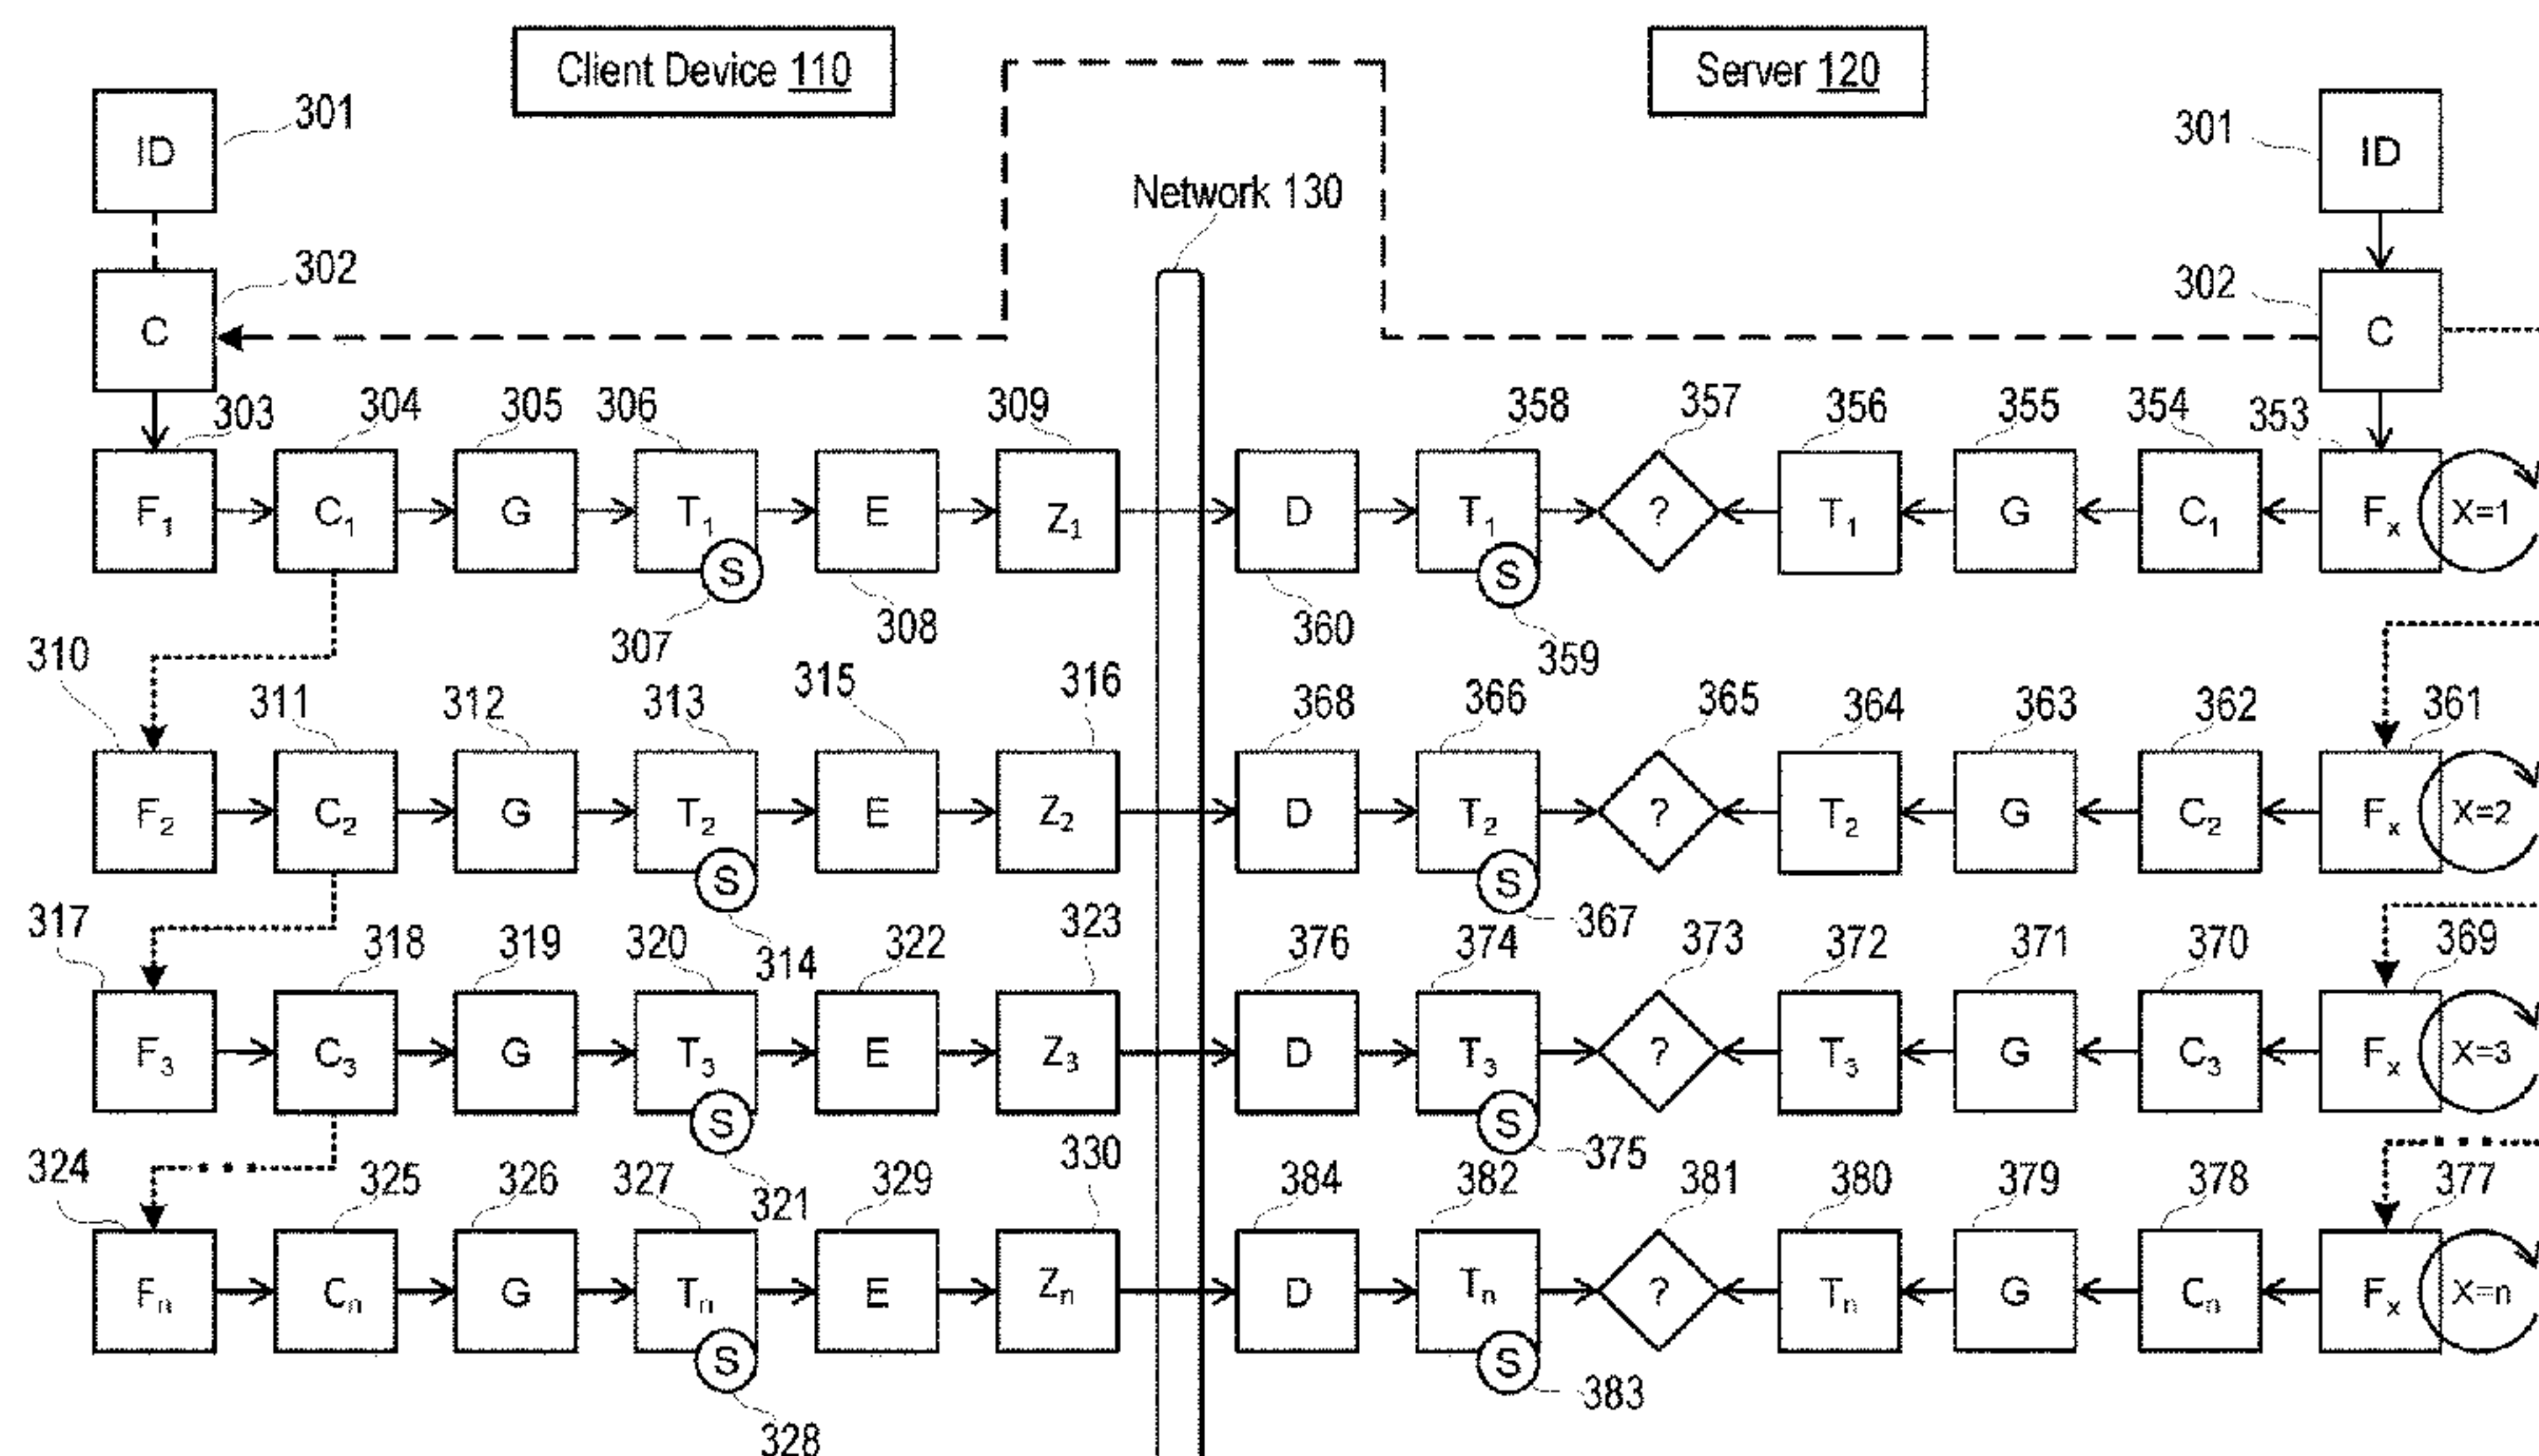 Client Device 110
Server 120
ID
301
301
ID
Network 130
C
302
302
C
303 304 305 306 309 358 357 356 355 354 353
F1 C1 G T1 E Z1 D T1 ? T1 G C1 Fx X=1
S S
307 308 360 359
310 311 312 313 315 316 368 366 365 364 363 362 361
F2 C2 G T2 E Z2 D T2 ? T2 G C2 Fx X=2
S S
314 367
317 318 319 320 322 323 376 374 373 372 371 370 369
F3 C3 G T3 E Z3 D T3 ? T3 G C3 Fx X=3
S S
321 375
324 325 326 327 329 330 384 382 381 380 379 378 377
Fn Cn G Tn E Zn D Tn ? Tn G Cn Fx X=n
S S
328 383